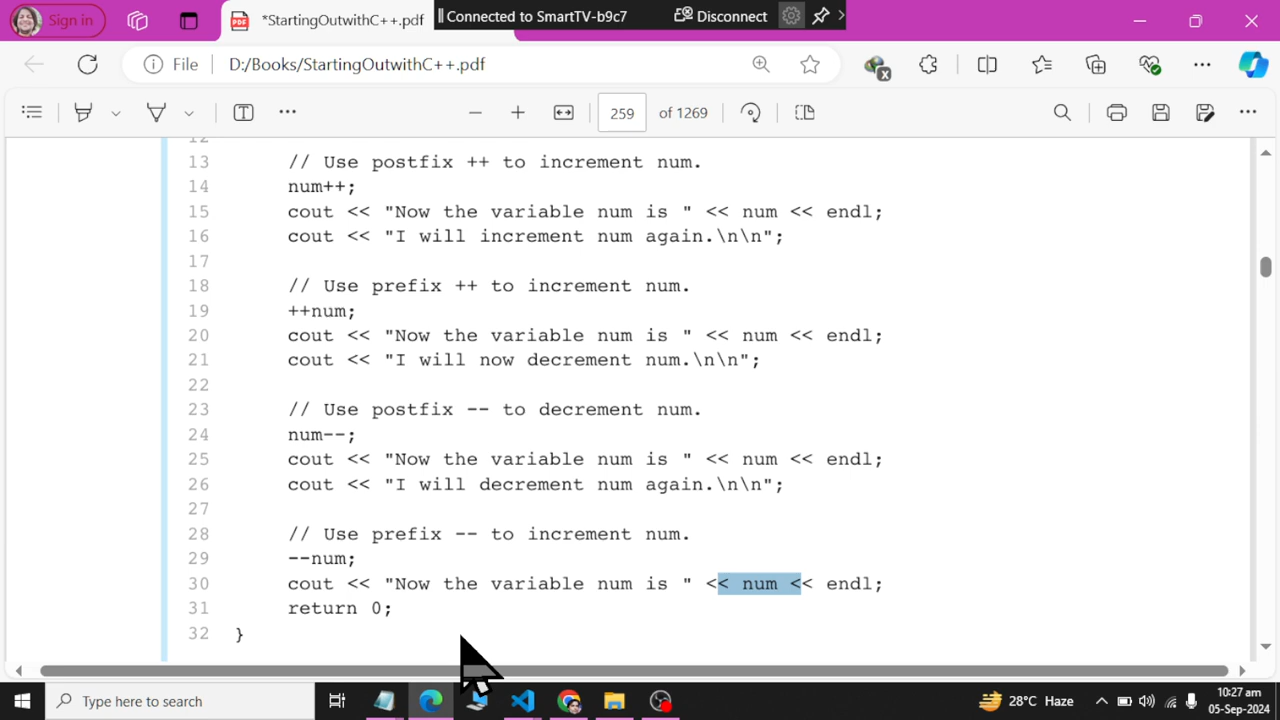 Sign in
*StartingOutwithC++.pdf
Connected to SmartTV-b9c7
Disconnect
File
D:/Books/StartingOutwithC++.pdf
259 of 1269
12
13 // Use postfix ++ to increment num.
14 num++;
15 cout << "Now the variable num is " << num << endl;
16 cout << "I will increment num again.\n\n";
17
18 // Use prefix ++ to increment num.
19 ++num;
20 cout << "Now the variable num is " << num << endl;
21 cout << "I will now decrement num.\n\n";
22
23 // Use postfix -- to decrement num.
24 num--;
25 cout << "Now the variable num is " << num << endl;
26 cout << "I will decrement num again.\n\n";
27
28 // Use prefix -- to increment num.
29 --num;
30 cout << "Now the variable num is " << num << endl;
31 return 0;
32 }
Type here to search
28°C Haze
10:27 am
05-Sep-2024